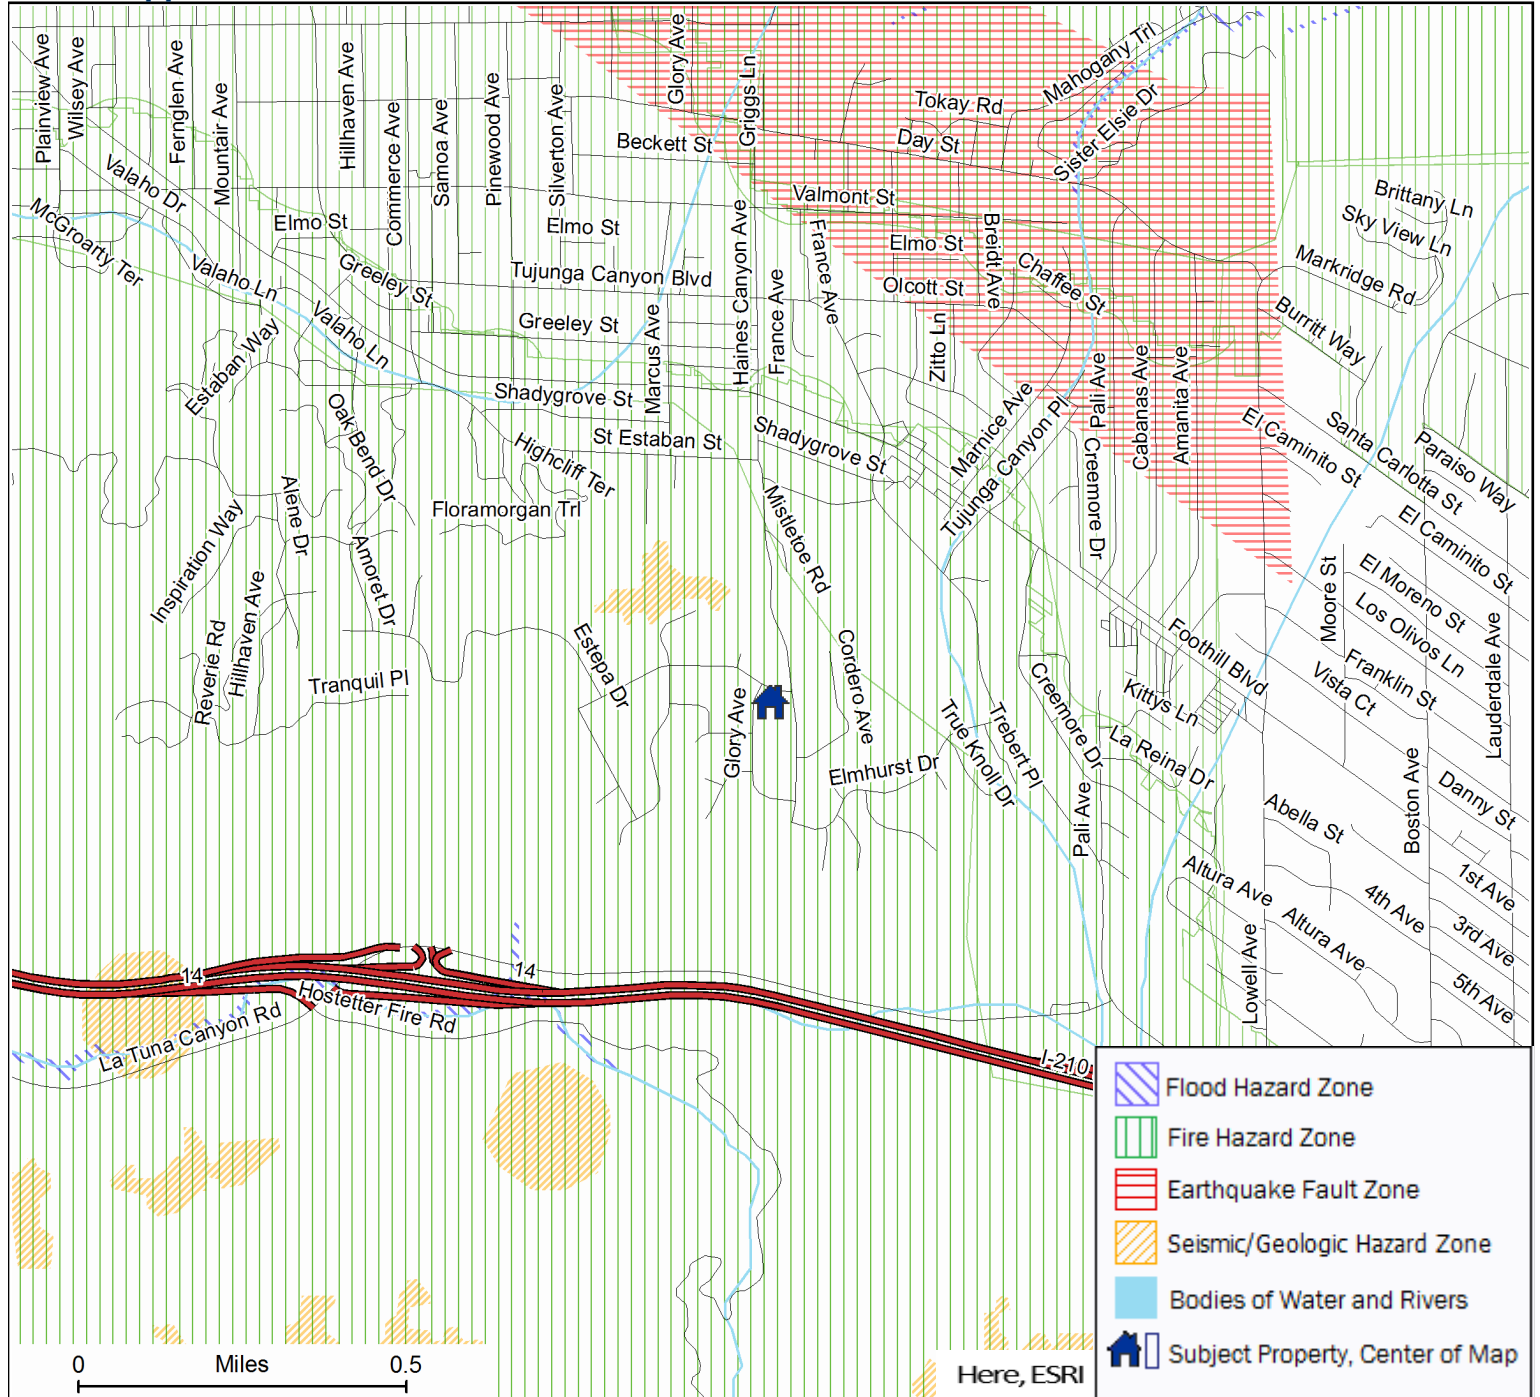 Plainview Ave
Wilsey Ave
Fernglen Ave
Mountair Ave
Hillhaven Ave
Commerce Ave
Samoa Ave
Pinewood Ave
Silverton Ave
Glory Ave
Griggs Ln
Mahogany Trl
Tokay Rd
Sister Elsie Dr
Day St
Beckett St
Valaho Dr
Valmont St
Brittany Ln
Sky View Ln
McGroarty Ter
Elmo St
Elmo St
Elmo St
Haines Canyon Ave
France Ave
Breidt Ave
Chaffee St
Markridge Rd
Valaho Ln
Greeley St
Tujunga Canyon Blvd
Olcott St
France Ave
Burritt Way
Valaho Ln
Greeley St
Marcus Ave
Zitto Ln
Estaban Way
Pali Ave
Cabanas Ave
Amanita Ave
Shadygrove St
Oak Bend Dr
Marnice Ave
Tujunga Canyon Pl
El Caminito St
Santa Carlotta St
Paraiso Way
St Estaban St
Shadygrove St
Highcliff Ter
Creemore Dr
Floramorgan Trl
Alene Dr
Mistletoe Rd
El Caminito St
Inspiration Way
Amoret Dr
Moore St
El Moreno St
Los Olivos Ln
Hillhaven Ave
Reverie Rd
Tranquil Pl
Estepa Dr
Cordero Ave
Foothill Blvd
Franklin St
Lauderdale Ave
Vista Ct
Glory Ave
Creemore Dr
Kittys Ln
True Knoll Dr
Trebert Pl
La Reina Dr
Elmhurst Dr
Pali Ave
Boston Ave
Danny St
Abella St
Altura Ave
1st Ave
4th Ave
Altura Ave
3rd Ave
Lowell Ave
5th Ave
14
14
Hostetter Fire Rd
La Tuna Canyon Rd
I-210
Flood Hazard Zone
Fire Hazard Zone
Earthquake Fault Zone
Seismic/Geologic Hazard Zone
Bodies of Water and Rivers
Subject Property, Center of Map
0 Miles 0.5
Here, ESRI